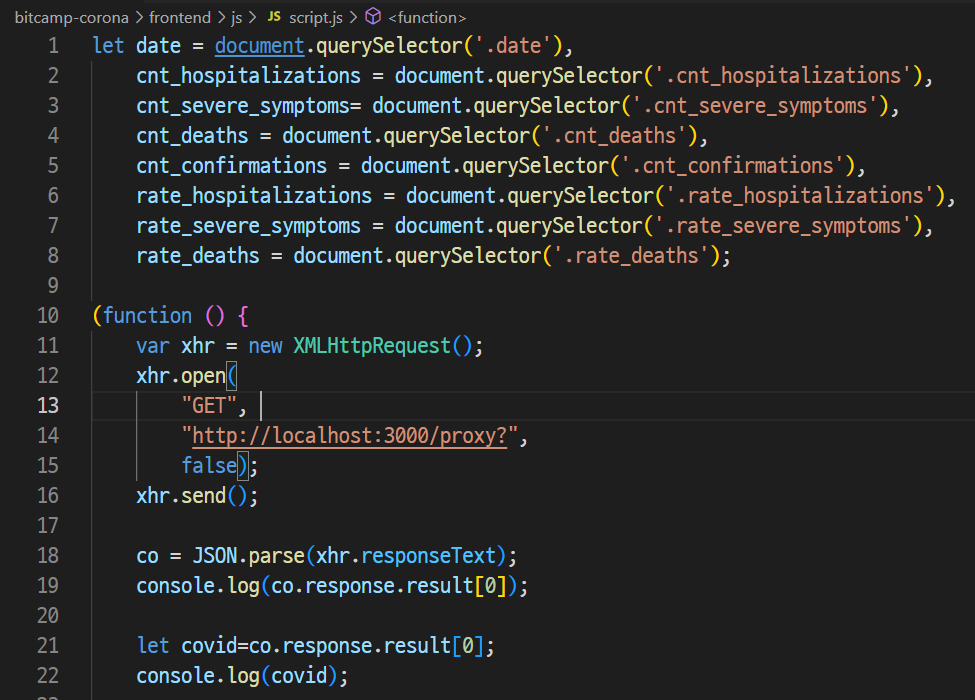 bitcamp-corona > frontend > js > JS script.js > <function>
1 let date = document.querySelector('.date'),
2     cnt_hospitalizations = document.querySelector('.cnt_hospitalizations'),
3     cnt_severe_symptoms= document.querySelector('.cnt_severe_symptoms'),
4     cnt_deaths = document.querySelector('.cnt_deaths'),
5     cnt_confirmations = document.querySelector('.cnt_confirmations'),
6     rate_hospitalizations = document.querySelector('.rate_hospitalizations'),
7     rate_severe_symptoms = document.querySelector('.rate_severe_symptoms'),
8     rate_deaths = document.querySelector('.rate_deaths');
9
10 (function () {
11     var xhr = new XMLHttpRequest();
12     xhr.open(
13         "GET",
14         "http://localhost:3000/proxy?",
15         false);
16     xhr.send();
17
18     co = JSON.parse(xhr.responseText);
19     console.log(co.response.result[0]);
20
21     let covid=co.response.result[0];
22     console.log(covid);